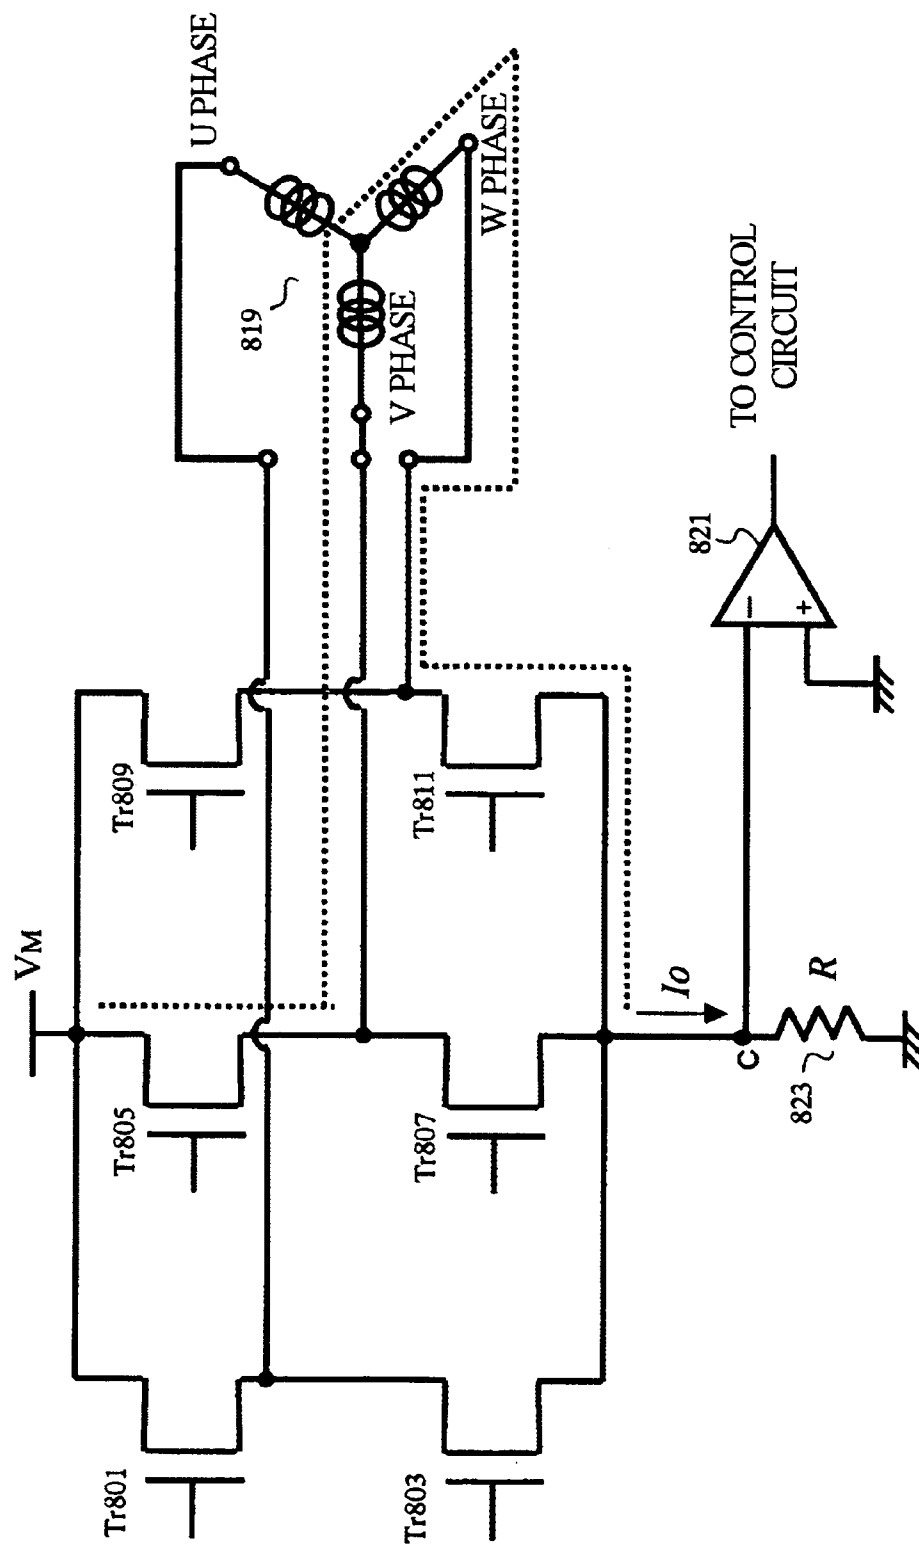 U PHASE
W PHASE
V PHASE
819
VM
Tr809
Tr805
Tr801
Tr811
Tr807
Tr803
TO CONTROL
CIRCUIT
821
−
+
Io
C
R
823